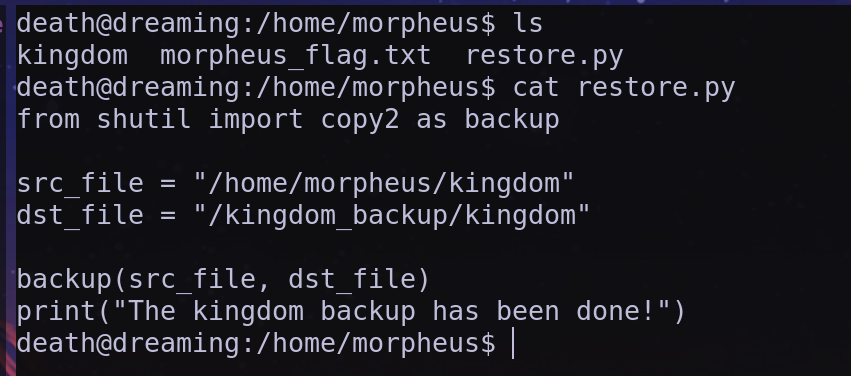 death@dreaming:/home/morpheus$ ls
kingdom  morpheus_flag.txt  restore.py
death@dreaming:/home/morpheus$ cat restore.py
from shutil import copy2 as backup

src_file = "/home/morpheus/kingdom"
dst_file = "/kingdom_backup/kingdom"

backup(src_file, dst_file)
print("The kingdom backup has been done!")
death@dreaming:/home/morpheus$